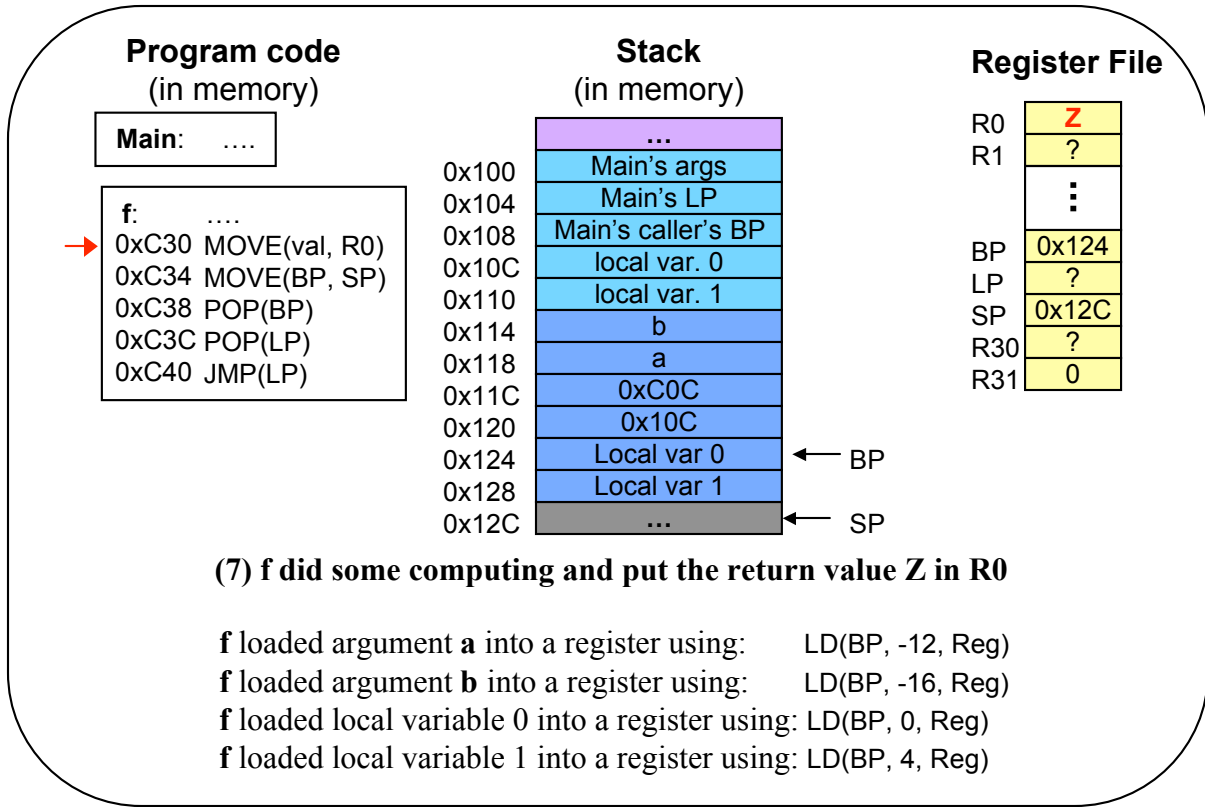 Program code
(in memory)
Main: ....
f: ....
0xC30 MOVE(val, R0)
0xC34 MOVE(BP, SP)
0xC38 POP(BP)
0xC3C POP(LP)
0xC40 JMP(LP)
Stack
(in memory)
...
0x100 Main's args
0x104 Main's LP
0x108 Main's caller's BP
0x10C local var. 0
0x110 local var. 1
0x114 b
0x118 a
0x11C 0xC0C
0x120 0x10C
0x124 Local var 0 BP
0x128 Local var 1
0x12C ... SP
Register File
R0 Z
R1 ?
⋮
BP 0x124
LP ?
SP 0x12C
R30 ?
R31 0
(7) f did some computing and put the return value Z in R0
f loaded argument a into a register using: LD(BP, -12, Reg)
f loaded argument b into a register using: LD(BP, -16, Reg)
f loaded local variable 0 into a register using: LD(BP, 0, Reg)
f loaded local variable 1 into a register using: LD(BP, 4, Reg)